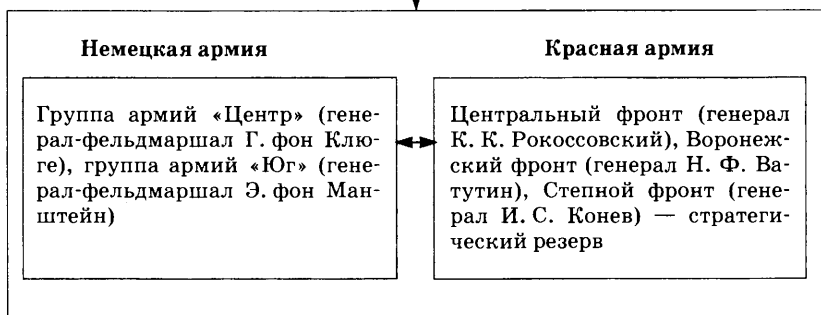 Немецкая армия
Красная армия
Группа армий «Центр» (гене-
рал-фельдмаршал Г. фон Клю-
ге), группа армий «Юг» (гене-
рал-фельдмаршал Э. фон Ман-
штейн)
Центральный фронт (генерал
К. К. Рокоссовский), Воронеж-
ский фронт (генерал Н. Ф. Ва-
тутин), Степной фронт (гене-
рал И. С. Конев) — стратеги-
ческий резерв